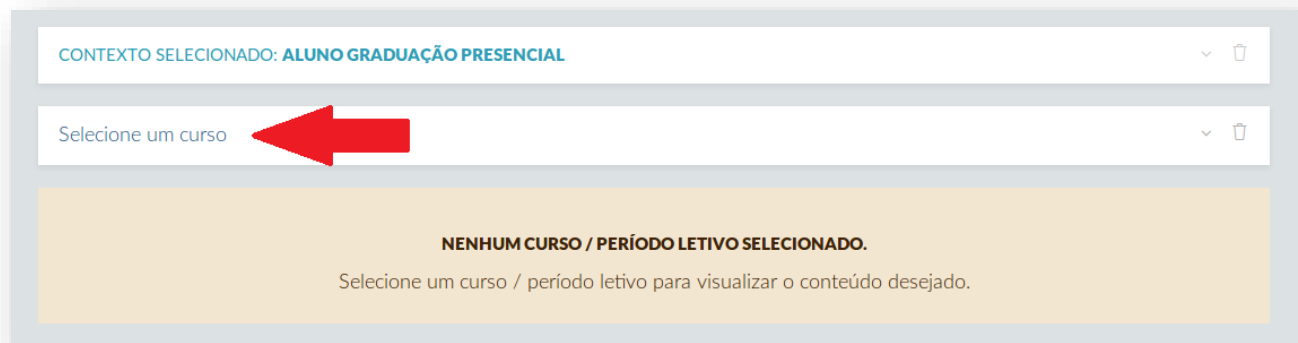 CONTEXTO SELECIONADO: ALUNO GRADUAÇÃO PRESENCIAL
Selecione um curso
NENHUM CURSO / PERÍODO LETIVO SELECIONADO.
Selecione um curso / período letivo para visualizar o conteúdo desejado.